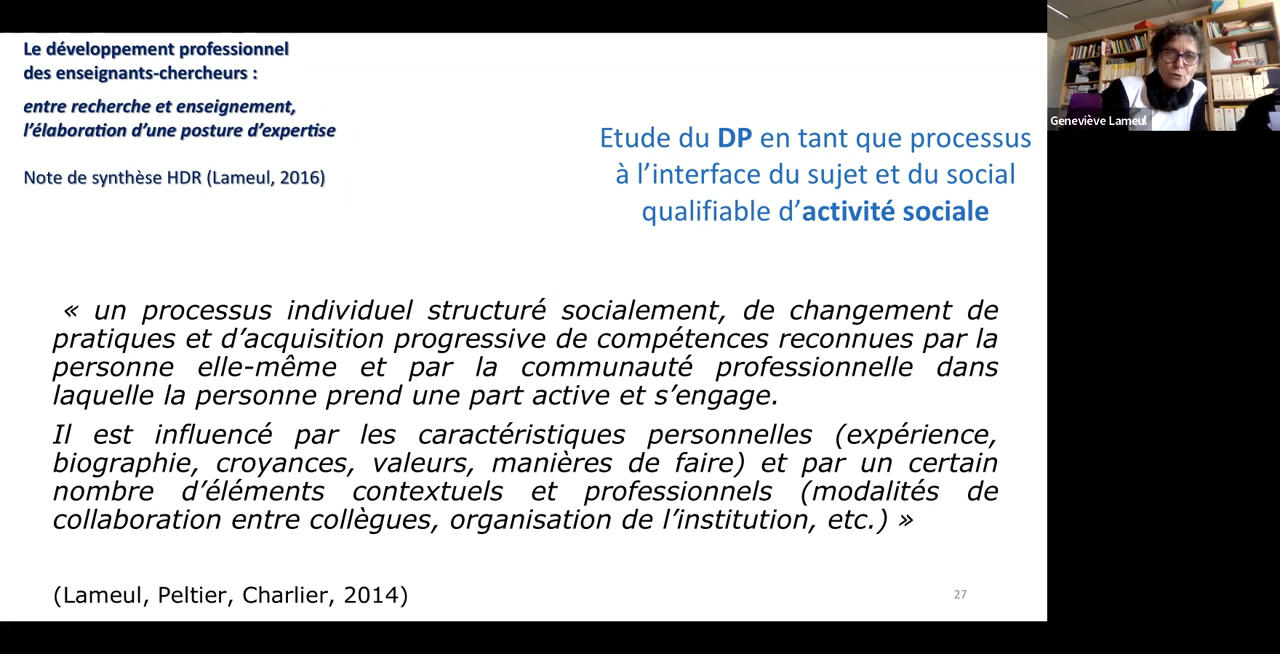 Le développement professionnel
des enseignants-chercheurs :
entre recherche et enseignement,
l'élaboration d'une posture d'expertise
Note de synthèse HDR (Lameul, 2016)
Etude du DP en tant que processus
à l'interface du sujet et du social
qualifiable d'activité sociale
« un processus individuel structuré socialement, de changement de
pratiques et d'acquisition progressive de compétences reconnues par la
personne elle-même et par la communauté professionnelle dans
laquelle la personne prend une part active et s'engage.
Il est influencé par les caractéristiques personnelles (expérience,
biographie, croyances, valeurs, manières de faire) et par un certain
nombre d'éléments contextuels et professionnels (modalités de
collaboration entre collègues, organisation de l'institution, etc.) »
(Lameul, Peltier, Charlier, 2014)
27
Geneviève Lameul